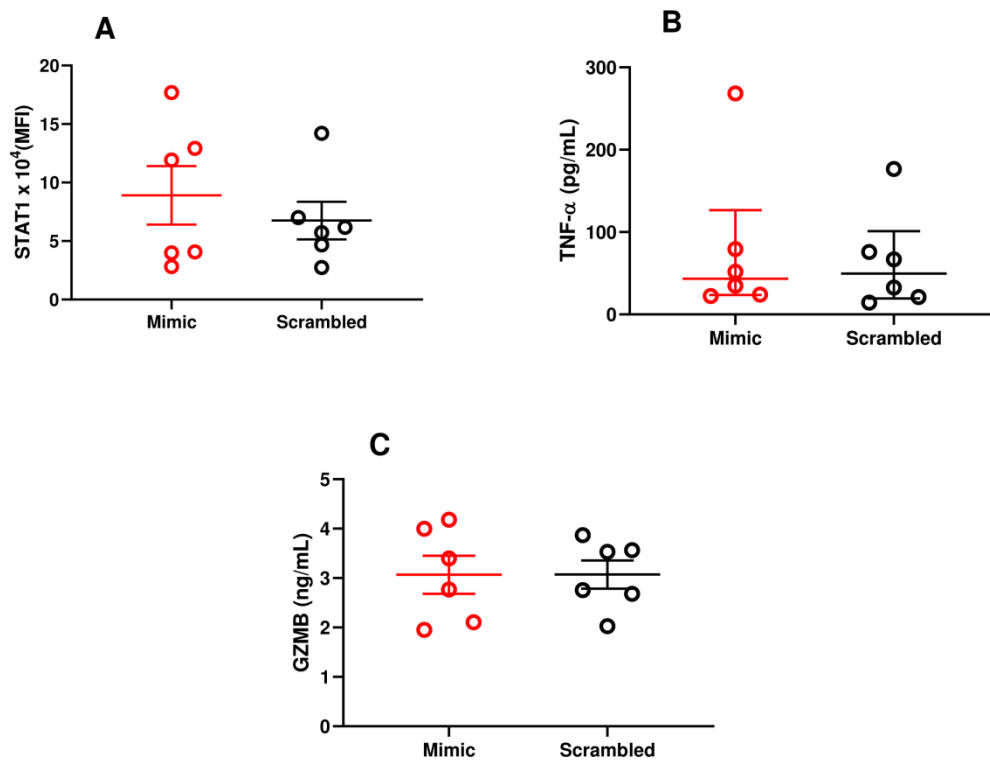 A
STAT1 x 10⁴(MFI)
20
15
10
5
0
Mimic Scrambled
B
TNF-α (pg/mL)
300
200
100
0
Mimic Scrambled
C
GZMB (ng/mL)
5
4
3
2
1
0
Mimic Scrambled